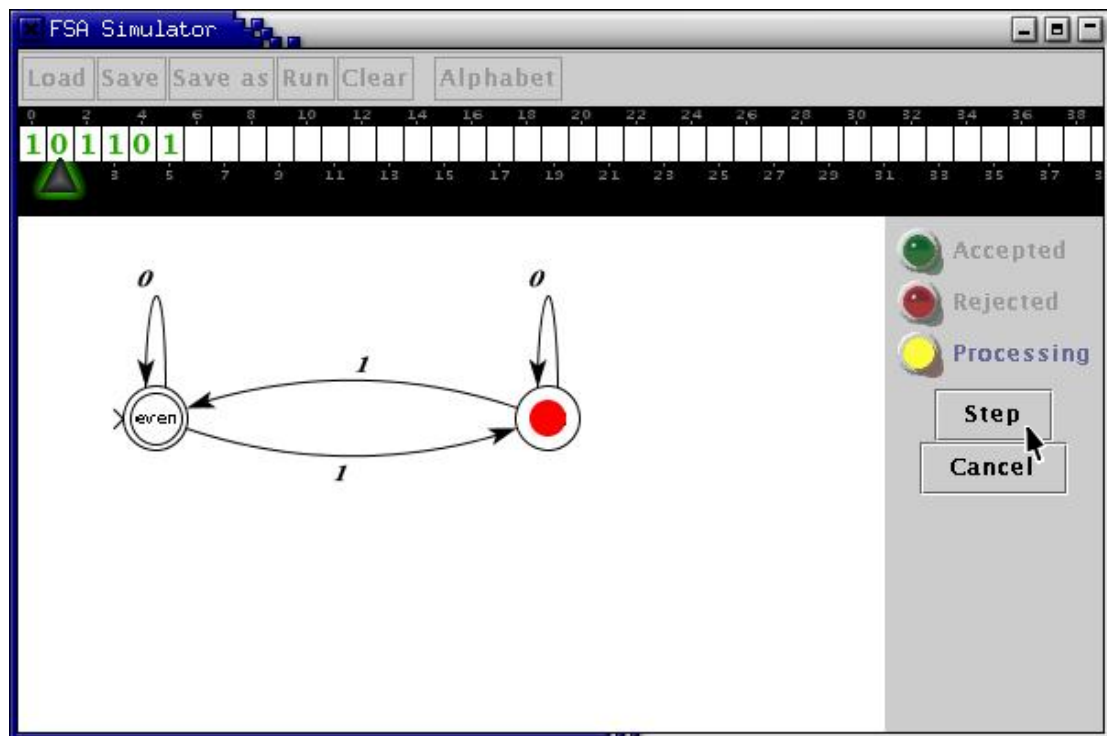 FSA Simulator
Load Save Save as Run Clear Alphabet
0 2 4 6 8 10 12 14 16 18 20 22 24 26 28 30 32 34 36 38
1 0 1 1 0 1
3 5 7 9 11 13 15 17 19 21 23 25 27 29 31 33 35 37
Accepted
0 0
Rejected
Processing
1
even
Step
1
Cancel